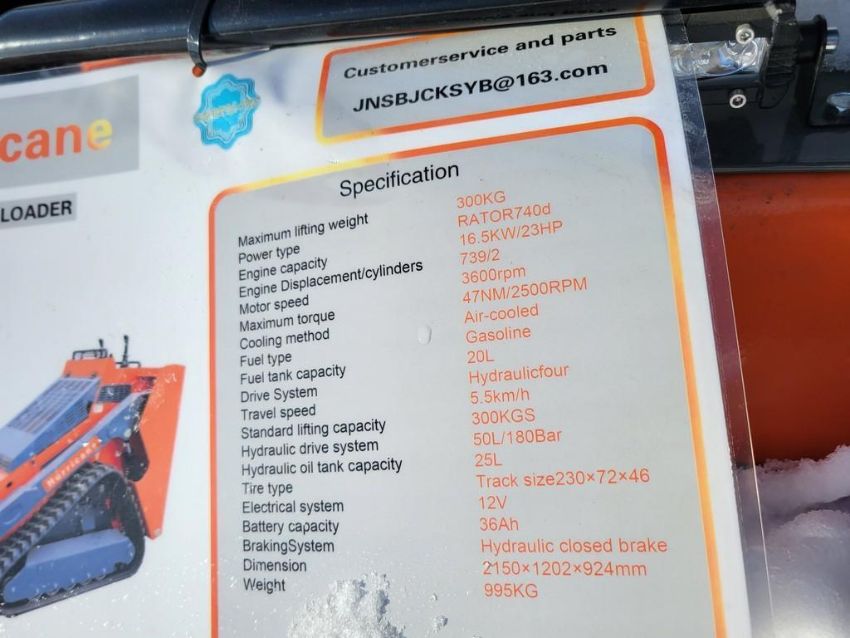 Customerservice and parts
JNSBJCKSYB@163.com
cane
LOADER
Specification
Maximum lifting weight 300KG
Power type RATOR740d
Engine capacity 16.5KW/23HP
Engine Displacement/cylinders 739/2
Motor speed 3600rpm
Maximum torque 47NM/2500RPM
Cooling method Air-cooled
Fuel type Gasoline
Fuel tank capacity 20L
Drive System Hydraulicfour
Travel speed 5.5km/h
Standard lifting capacity 300KGS
Hydraulic drive system 50L/180Bar
Hydraulic oil tank capacity 25L
Tire type Track size230×72×46
Electrical system 12V
Battery capacity 36Ah
BrakingSystem Hydraulic closed brake
Dimension 2150×1202×924mm
Weight 995KG
Hurricane